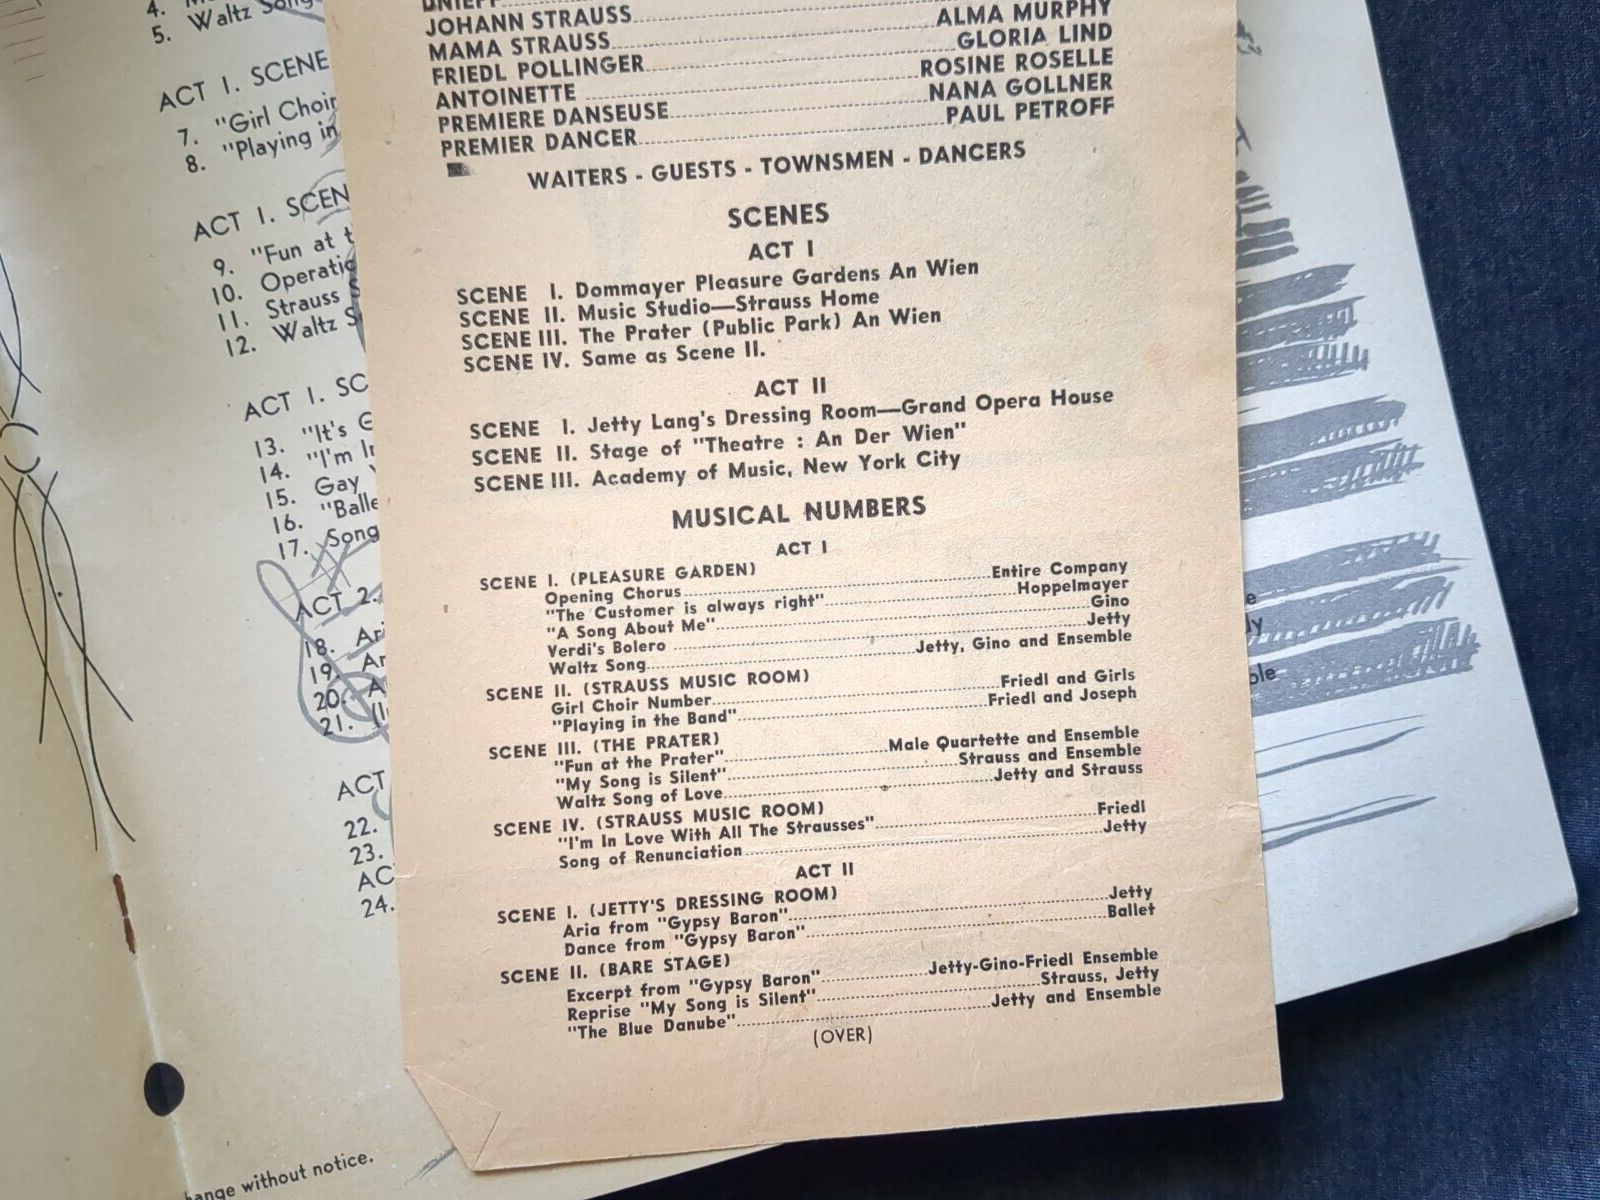 4.
5. Waltz Song
ACT 1. SCENE
7. "Girl Choir
8. "Playing in
ACT 1. SCEN
9. "Fun at t
10. Operatic
11. Strauss S
12. Waltz S
ACT 1. SC
13. "It's G
14. "I'm In
15. Gay
16. "Balle
17. Song
ACT 2.
18. Ari
19. Ar
20. A
21. (I
ACT
22.
23.
AC
24.
hange without notice.
DNIEPF
JOHANN STRAUSS
MAMA STRAUSS ALMA MURPHY
FRIEDL POLLINGER GLORIA LIND
ANTOINETTE ROSINE ROSELLE
PREMIERE DANSEUSE NANA GOLLNER
PREMIER DANCER PAUL PETROFF
WAITERS - GUESTS - TOWNSMEN - DANCERS
SCENES
ACT I
SCENE I. Dommayer Pleasure Gardens An Wien
SCENE II. Music Studio—Strauss Home
SCENE III. The Prater (Public Park) An Wien
SCENE IV. Same as Scene II.
ACT II
SCENE I. Jetty Lang's Dressing Room—Grand Opera House
SCENE II. Stage of "Theatre : An Der Wien"
SCENE III. Academy of Music, New York City
MUSICAL NUMBERS
ACT I
SCENE I. (PLEASURE GARDEN)
Opening Chorus Entire Company
"The Customer is always right" Hoppelmayer
"A Song About Me" Gino
Verdi's Bolero Jetty
Waltz Song Jetty, Gino and Ensemble
SCENE II. (STRAUSS MUSIC ROOM)
Girl Choir Number Friedl and Girls
"Playing in the Band" Friedl and Joseph
SCENE III. (THE PRATER)
"Fun at the Prater" Male Quartette and Ensemble
"My Song is Silent" Strauss and Ensemble
Waltz Song of Love Jetty and Strauss
SCENE IV. (STRAUSS MUSIC ROOM)
"I'm In Love With All The Strausses" Friedl
Song of Renunciation Jetty
ACT II
SCENE I. (JETTY'S DRESSING ROOM)
Aria from "Gypsy Baron" Jetty
Dance from "Gypsy Baron" Ballet
SCENE II. (BARE STAGE)
Excerpt from "Gypsy Baron" Jetty-Gino-Friedl Ensemble
Reprise "My Song is Silent" Strauss, Jetty
"The Blue Danube" Jetty and Ensemble
(OVER)